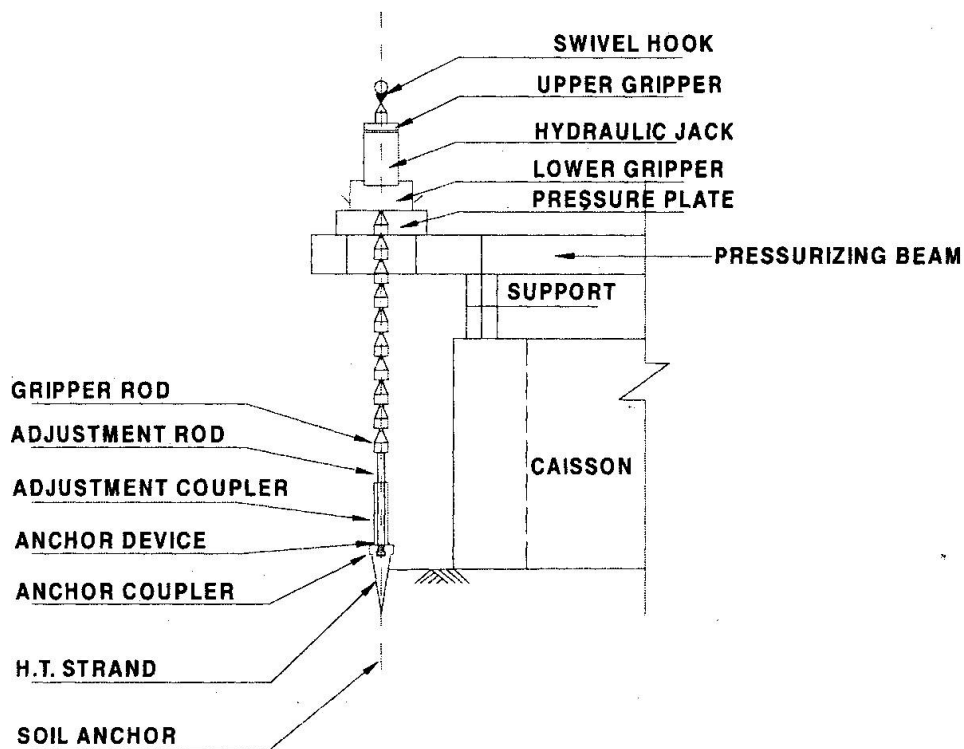 SWIVEL HOOK
UPPER GRIPPER
HYDRAULIC JACK
LOWER GRIPPER
PRESSURE PLATE
PRESSURIZING BEAM
SUPPORT
GRIPPER ROD
ADJUSTMENT ROD
CAISSON
ADJUSTMENT COUPLER
ANCHOR DEVICE
ANCHOR COUPLER
H.T. STRAND
SOIL ANCHOR